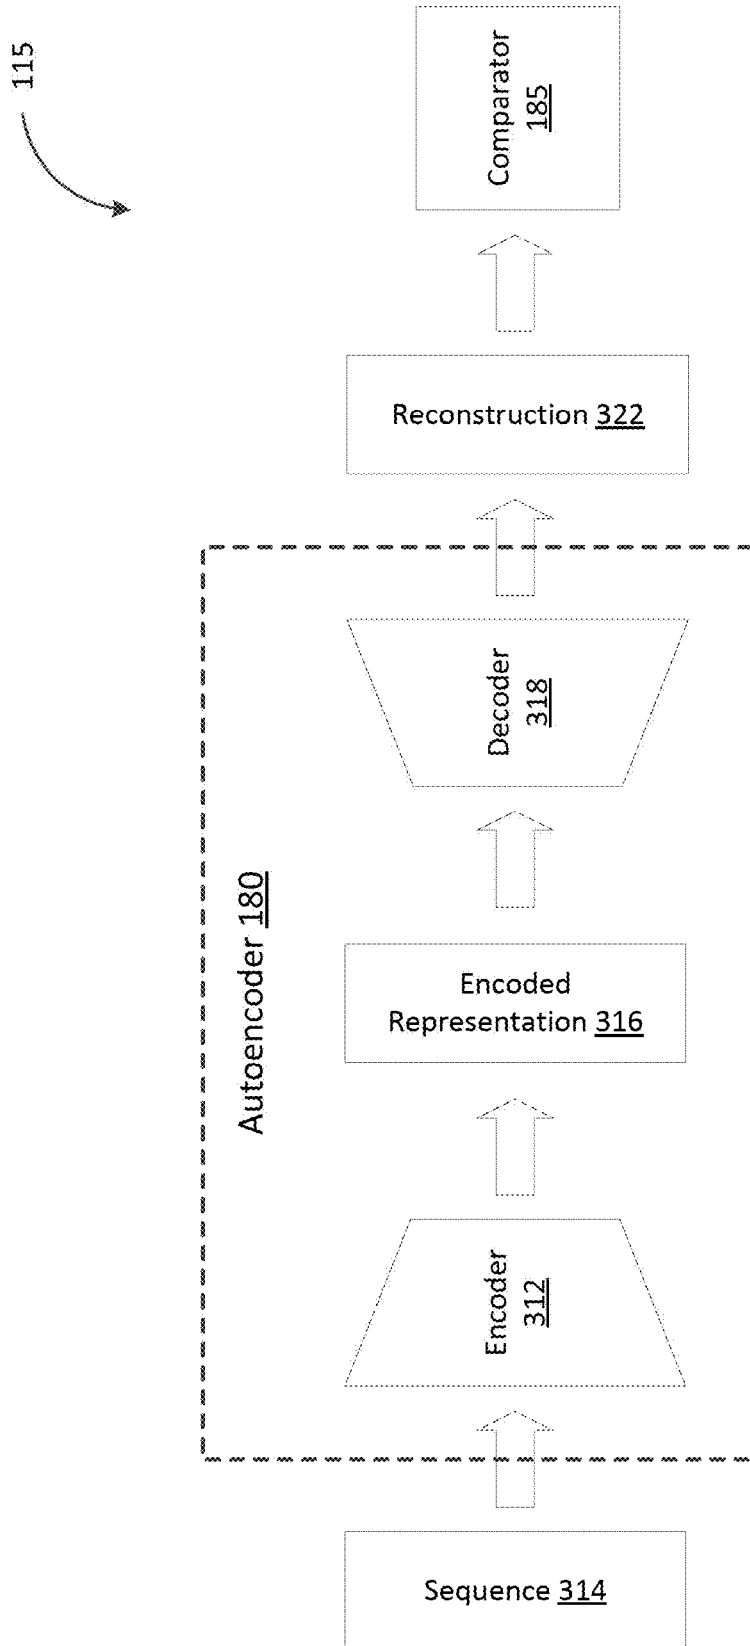 115
Comparator
185
Reconstruction 322
Decoder
318
Autoencoder 180
Encoded
Representation 316
Encoder
312
Sequence 314